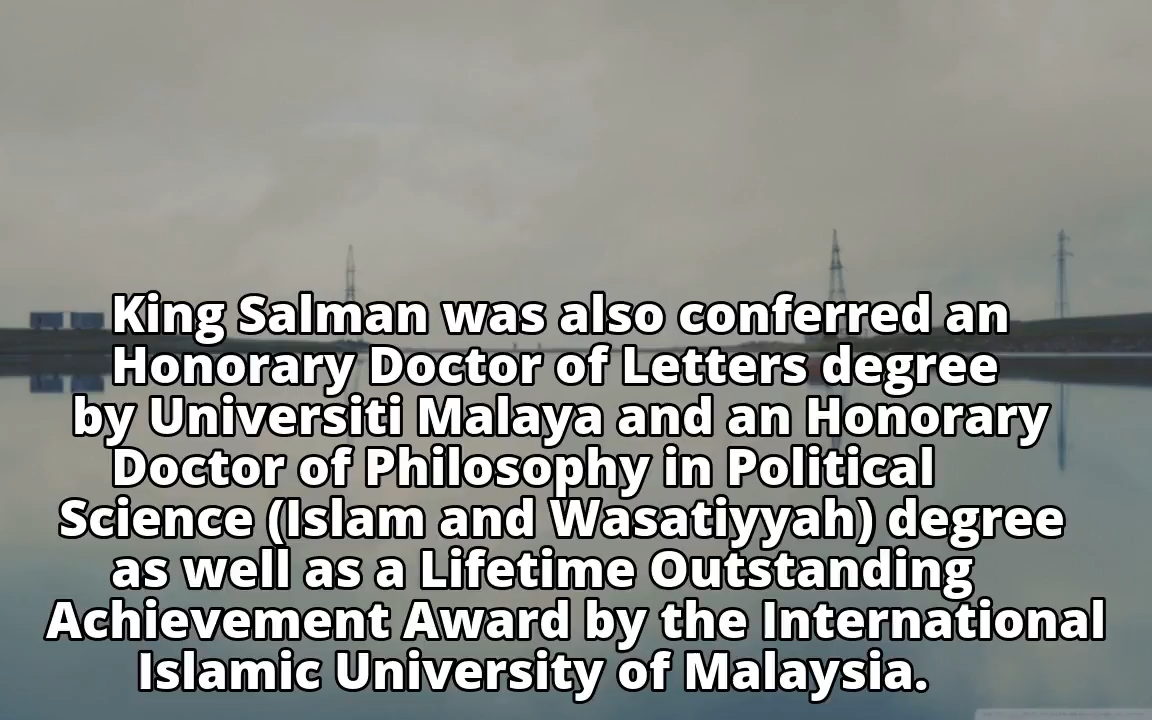 King Salman was also conferred an
Honorary Doctor of Letters degree
by Universiti Malaya and an Honorary
Doctor of Philosophy in Political
Science (Islam and Wasatiyyah) degree
as well as a Lifetime Outstanding
Achievement Award by the International
Islamic University of Malaysia.